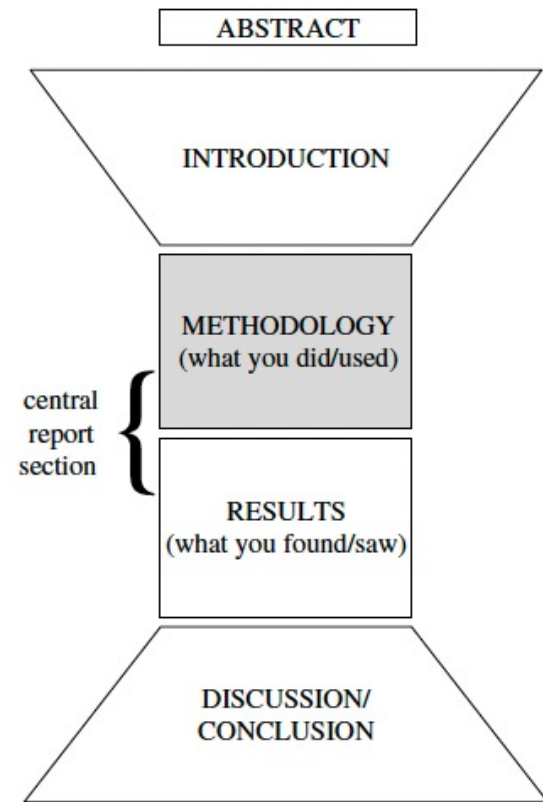 ABSTRACT
INTRODUCTION
METHODOLOGY
(what you did/used)
central
report
section
RESULTS
(what you found/saw)
DISCUSSION/
CONCLUSION